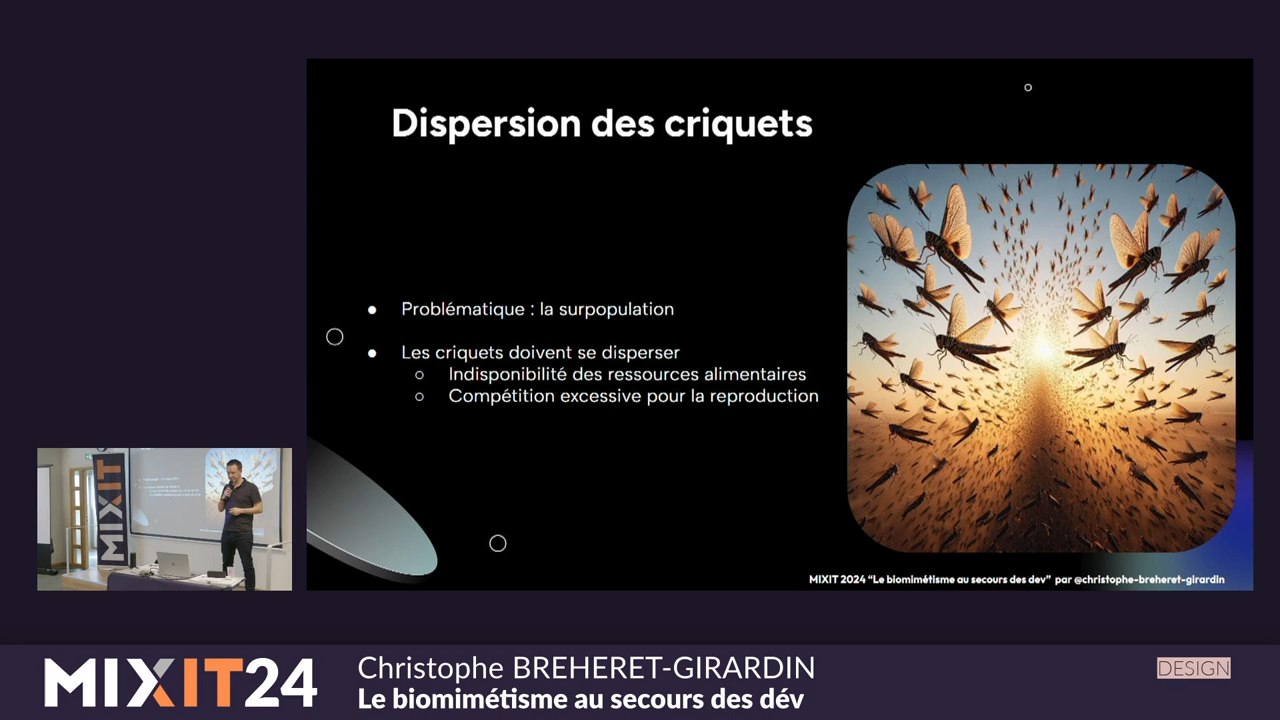 Dispersion des criquets
● Problématique : la surpopulation
● Les criquets doivent se disperser
○ Indisponibilité des ressources alimentaires
○ Compétition excessive pour la reproduction
MIXIT 2024 “Le biomimétisme au secours des dev” par @christophe-breheret-girardin
MIXIT
MIXIT24
Christophe BREHERET-GIRARDIN
Le biomimétisme au secours des dév
DESIGN